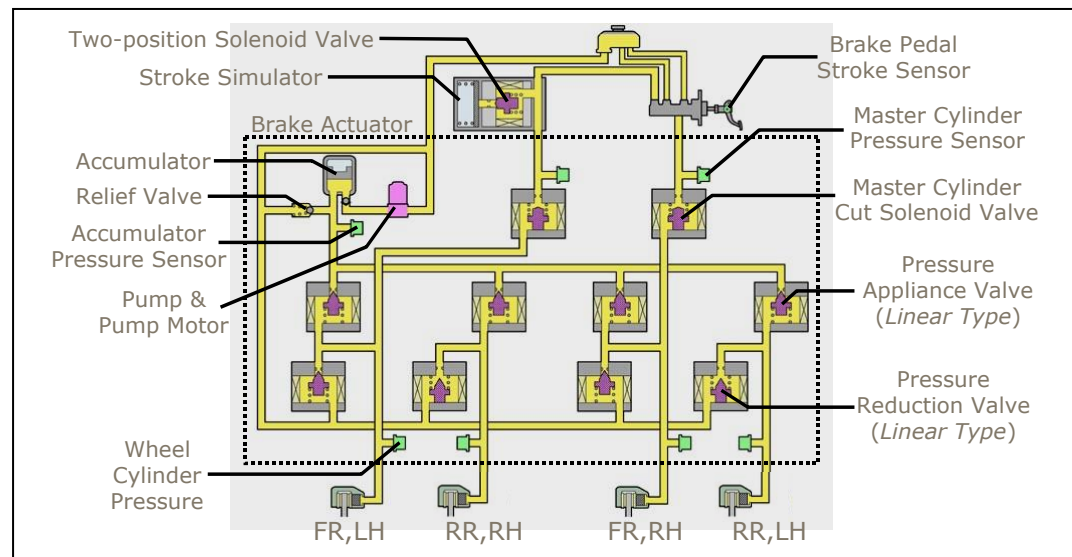 Two-position Solenoid Valve
Stroke Simulator
Brake Pedal
Stroke Sensor
Brake Actuator
Master Cylinder
Pressure Sensor
Accumulator
Relief Valve
Master Cylinder
Cut Solenoid Valve
Accumulator
Pressure Sensor
Pump &
Pump Motor
Pressure
Appliance Valve
(Linear Type)
Pressure
Reduction Valve
(Linear Type)
Wheel
Cylinder
Pressure
FR,LH
RR,RH
FR,RH
RR,LH